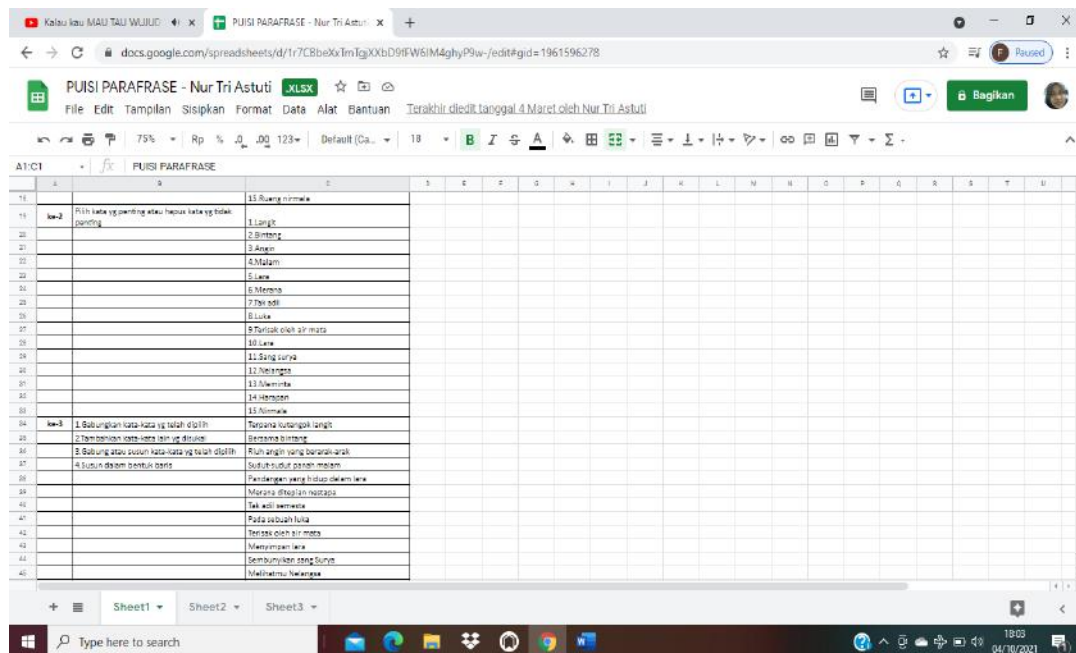 Kalau kau MAU TAU WUJUD
PUISI PARAFRASE - Nur Tri Astut
docs.google.com/spreadsheets/d/1r7CBbeXxTmTgjXXbD9fFW6IM4ghyP9w-/edit#gid=1961596278
Paused
PUISI PARAFRASE - Nur Tri Astuti .XLSX
Bagikan
File Edit Tampilan Sisipkan Format Data Alat Bantuan Terakhir diedit tanggal 4 Maret oleh Nur Tri Astuti
75% Rp % .0 .00 123 Default (Ca... 18 B I S A
A1:C1 fx PUISI PARAFRASE
15.Ruang nirmala
ke-2 Pilih kata yg penting atau hapus kata yg tidak penting 1.Langit
2.Bintang
3.Angin
4.Malam
5.Lara
6.Merana
7.Tak adil
8.Luka
9.Terisak oleh air mata
10.Lara
11.Sang surya
12.Nelangsa
13.Meminta
14.Harapan
15.Nirmala
ke-3 1.Gabungkan kata-kata yg telah dipilih Terpana kutengok langit
2.Tambahkan kata-kata lain yg disukai Bersama bintang
3.Gabung atau susun kata-kata yg telah dipilih Riuh angin yang berarak-arak
4.Susun dalam bentuk baris Sudut-sudut panah malam
Pandangan yang hidup dalam lara
Merana ditepian nestapa
Tak adil semesta
Pada sebuah luka
Terisak oleh air mata
Menyimpan lara
Sembunyikan sang Surya
Melihatmu Nelangsa
Sheet1 Sheet2 Sheet3
Type here to search
18:03
04/10/2021